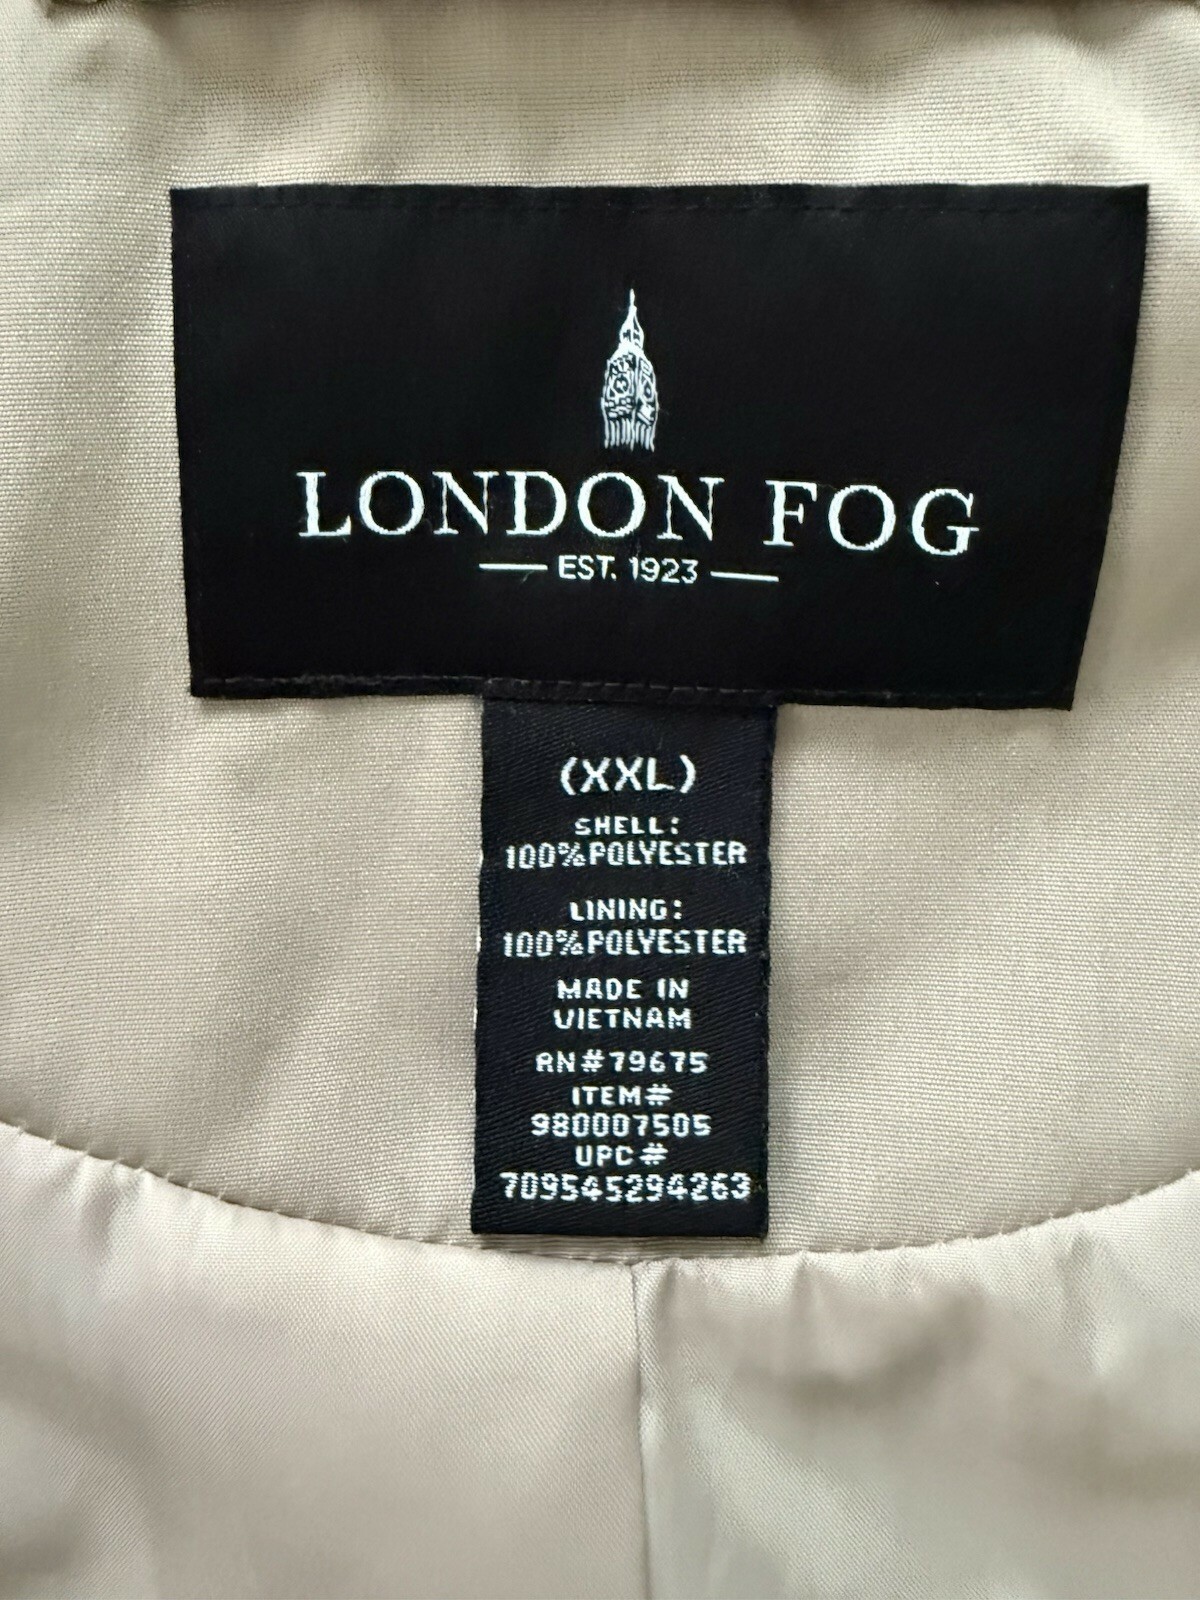 LONDON FOG
EST. 1923
(XXL)
SHELL:
100%POLYESTER
LINING:
100%POLYESTER
MADE IN
VIETNAM
RN#79675
ITEM#
980007505
UPC#
709545294263